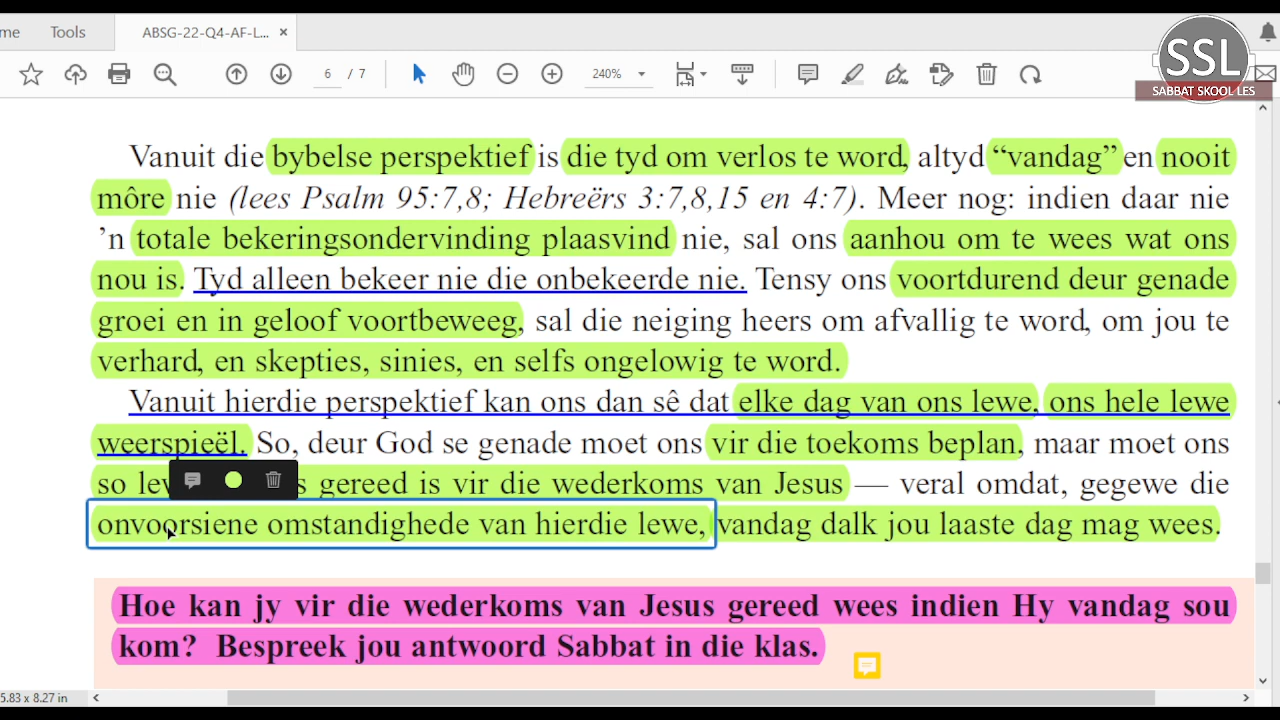 me Tools ABSG-22-Q4-AF-L... ×
6 / 7 240%
SSL
SABBAT SKOOL LES
Vanuit die bybelse perspektief is die tyd om verlos te word, altyd “vandag” en nooit
môre nie (lees Psalm 95:7,8; Hebreërs 3:7,8,15 en 4:7). Meer nog: indien daar nie
’n totale bekeringsondervinding plaasvind nie, sal ons aanhou om te wees wat ons
nou is. Tyd alleen bekeer nie die onbekeerde nie. Tensy ons voortdurend deur genade
groei en in geloof voortbeweeg, sal die neiging heers om afvallig te word, om jou te
verhard, en skepties, sinies, en selfs ongelowig te word.
Vanuit hierdie perspektief kan ons dan sê dat elke dag van ons lewe, ons hele lewe
weerspieël. So, deur God se genade moet ons vir die toekoms beplan, maar moet ons
so gereed is vir die wederkoms van Jesus — veral omdat, gegewe die
onvoorsiene omstandighede van hierdie lewe, vandag dalk jou laaste dag mag wees.
Hoe kan jy vir die wederkoms van Jesus gereed wees indien Hy vandag sou
kom? Bespreek jou antwoord Sabbat in die klas.
5.83 x 8.27 in